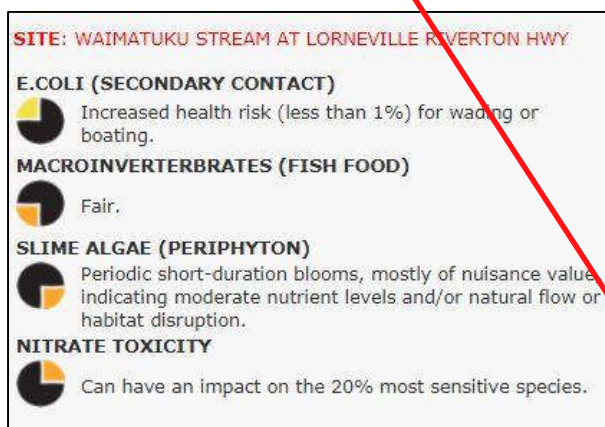 SITE: WAIMATUKU STREAM AT LORNEVILLE RIVERTON HWY
E.COLI (SECONDARY CONTACT)
Increased health risk (less than 1%) for wading or
boating.
MACROINVERTERBRATES (FISH FOOD)
Fair.
SLIME ALGAE (PERIPHYTON)
Periodic short-duration blooms, mostly of nuisance value
indicating moderate nutrient levels and/or natural flow or
habitat disruption.
NITRATE TOXICITY
Can have an impact on the 20% most sensitive species.